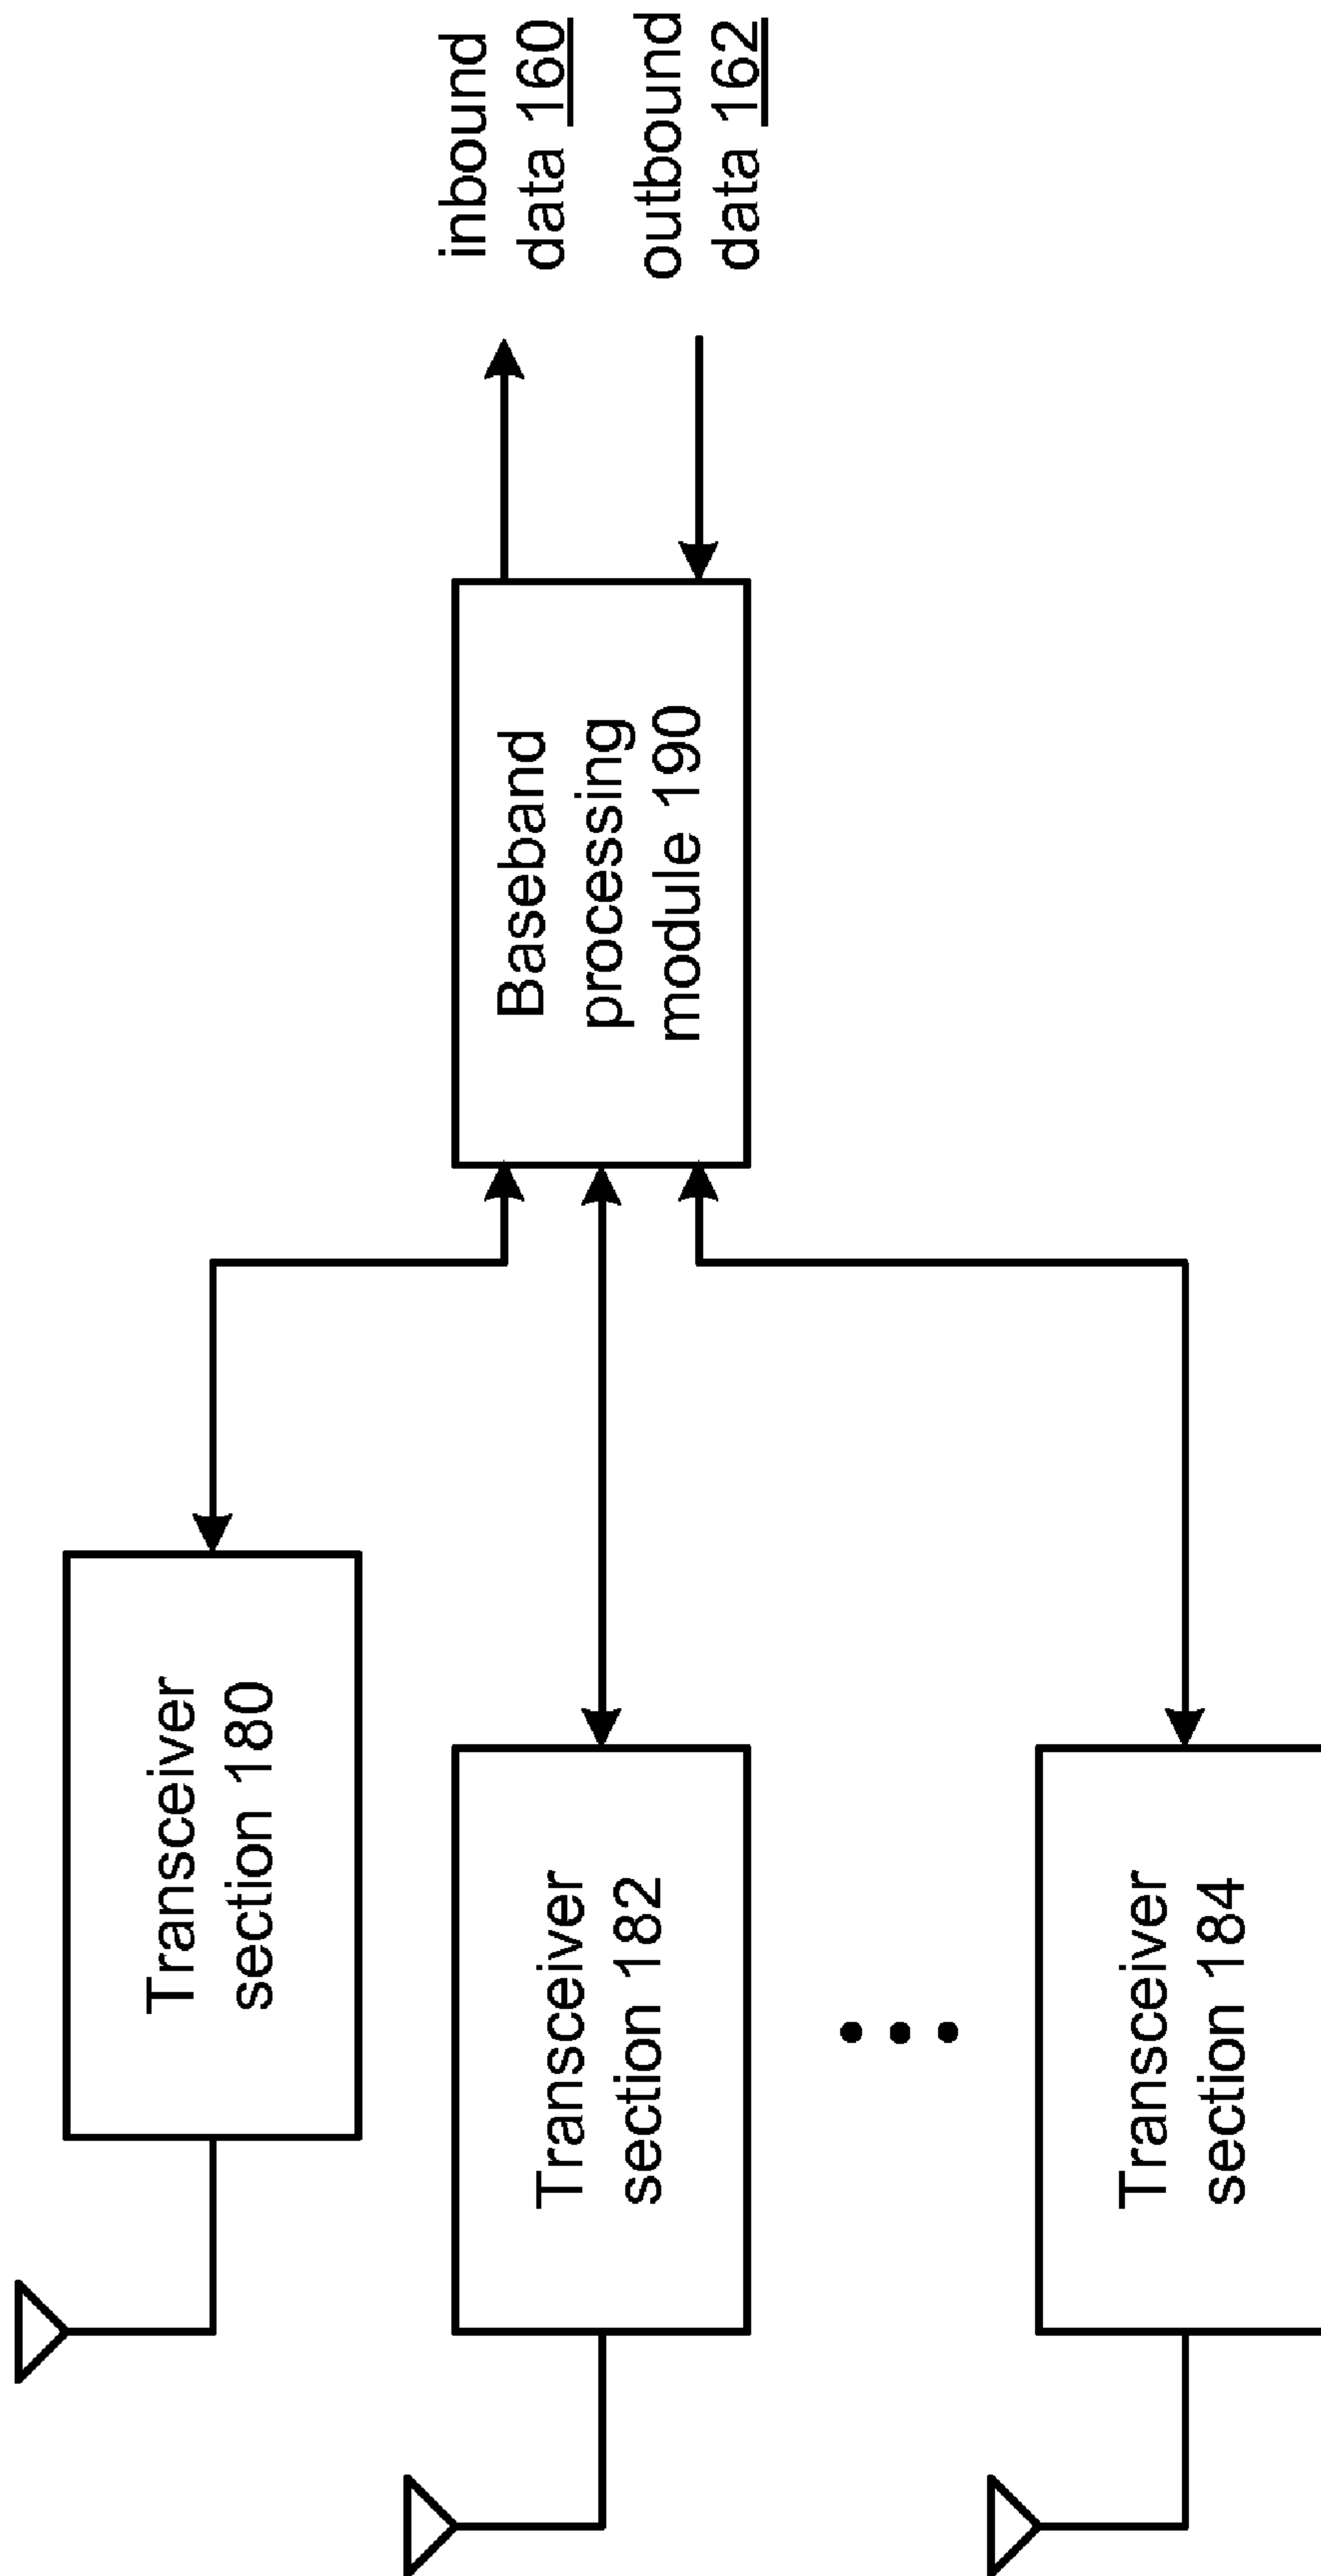 Transceiver
section 180
Transceiver
section 182
Transceiver
section 184
Baseband
processing
module 190
inbound
data 160
outbound
data 162